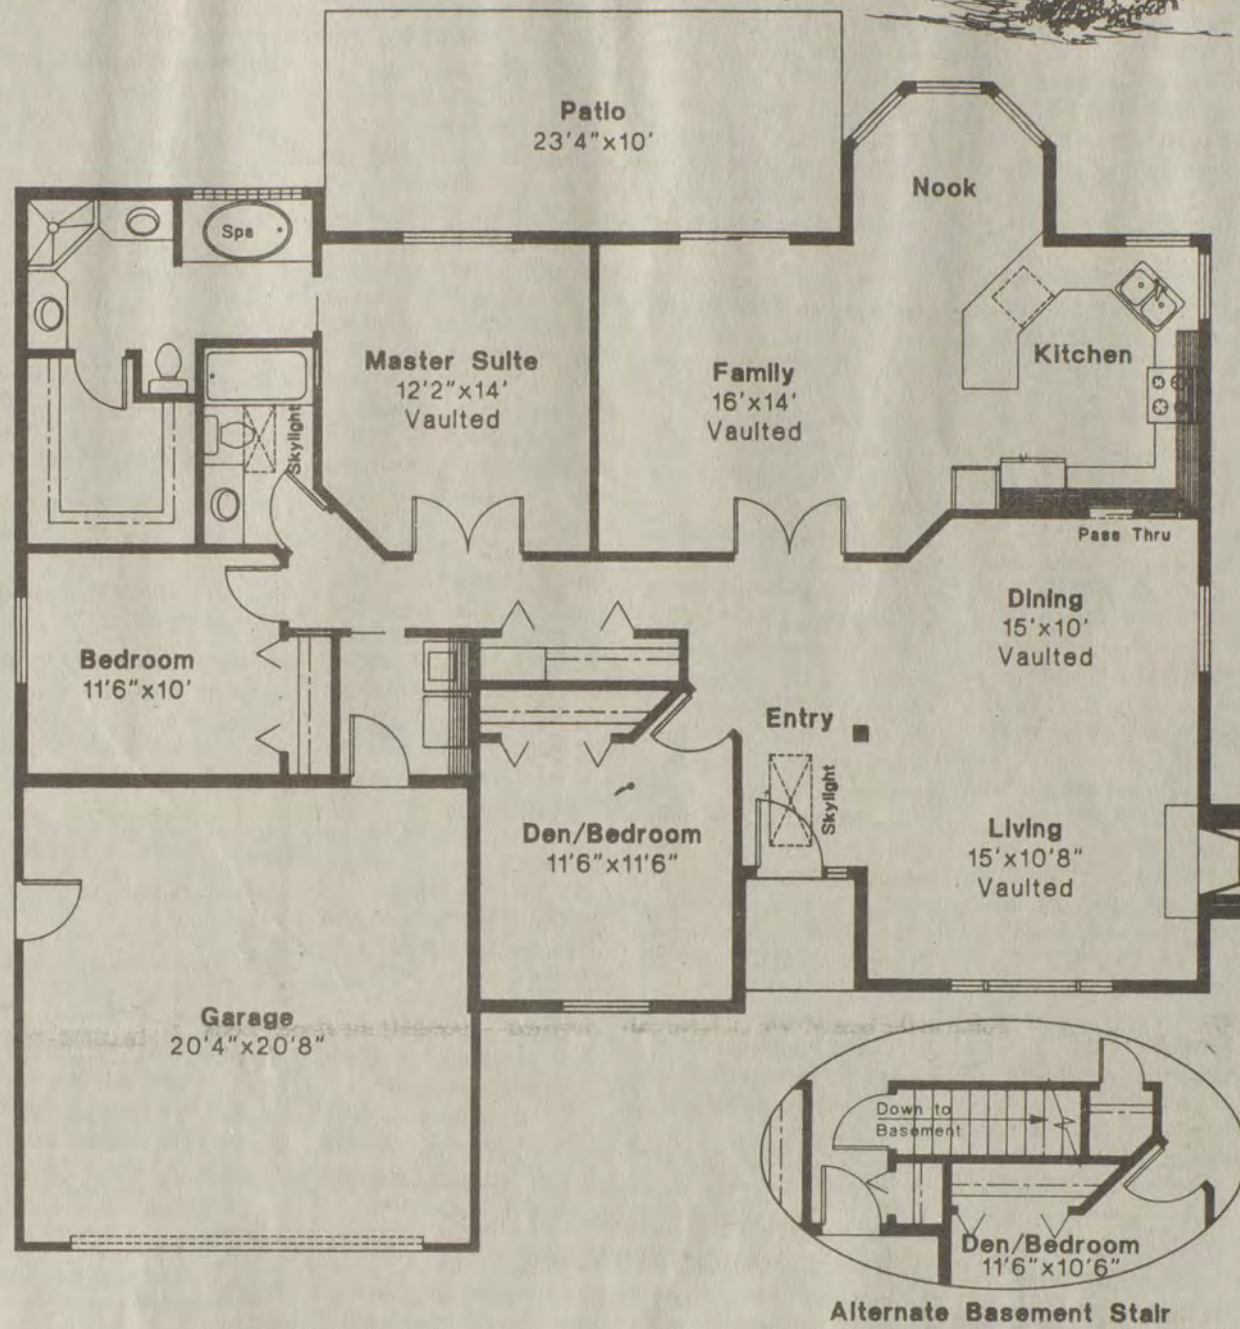 Patio
23'4"x10'
Nook
Spa
Master Suite
12'2"x14'
Vaulted
Family
16'x14'
Vaulted
Kitchen
Skylight
Pass Thru
Dining
15'x10'
Vaulted
Bedroom
11'6"x10'
Entry
Skylight
Den/Bedroom
11'6"x11'6"
Living
15'x10'8"
Vaulted
Garage
20'4"x20'8"
Down to
Basement
Den/Bedroom
11'6"x10'6"
Alternate Basement Stair